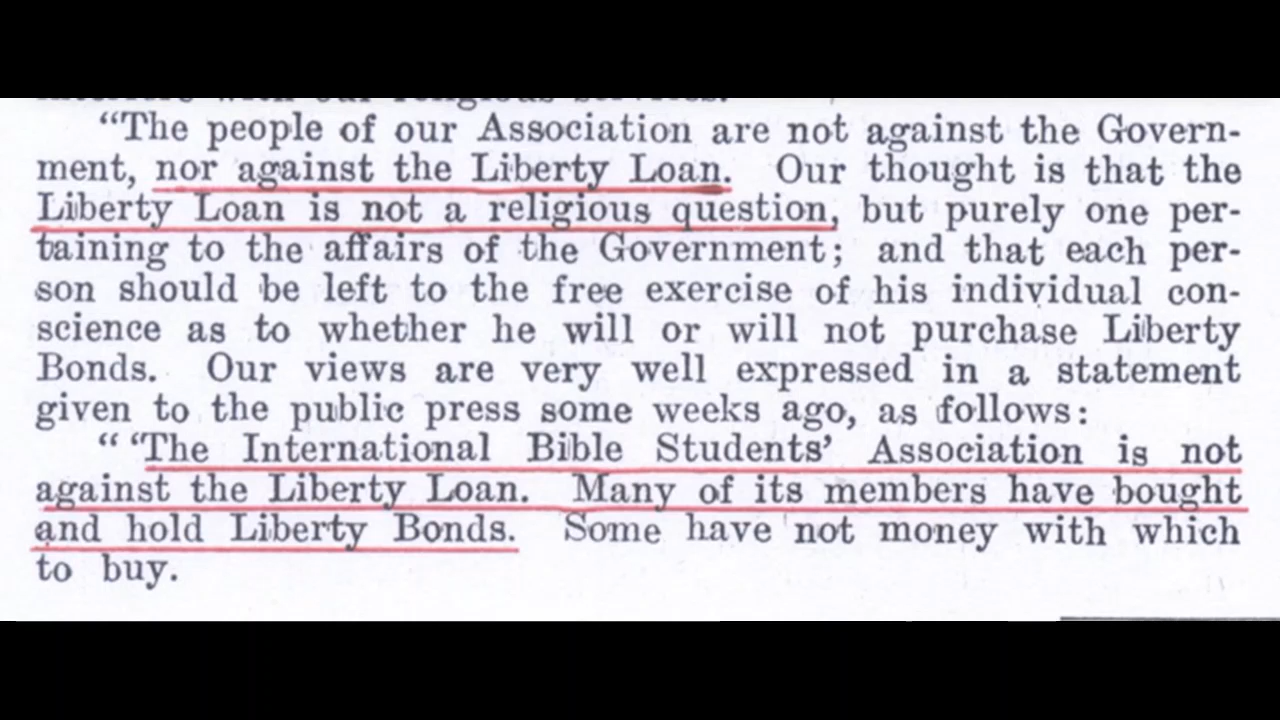 “The people of our Association are not against the Govern-
ment, nor against the Liberty Loan. Our thought is that the
Liberty Loan is not a religious question, but purely one per-
taining to the affairs of the Government; and that each per-
son should be left to the free exercise of his individual con-
science as to whether he will or will not purchase Liberty
Bonds. Our views are very well expressed in a statement
given to the public press some weeks ago, as follows:
“ ‘The International Bible Students’ Association is not
against the Liberty Loan. Many of its members have bought
and hold Liberty Bonds. Some have not money with which
to buy.